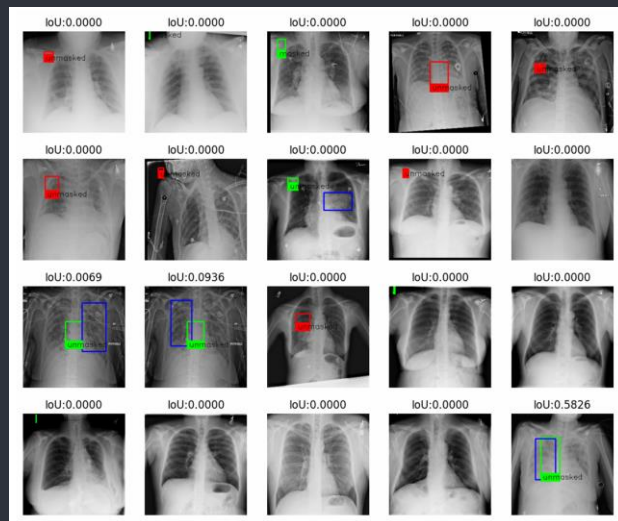 IoU:0.0000 IoU:0.0000 IoU:0.0000 IoU:0.0000 IoU:0.0000
unmasked unmasked unmasked unmasked
IoU:0.0000 IoU:0.0000 IoU:0.0000 IoU:0.0000 IoU:0.0000
unmasked unmasked unmasked unmasked
IoU:0.0069 IoU:0.0936 IoU:0.0000 IoU:0.0000 IoU:0.0000
unmasked unmasked unmasked
IoU:0.0000 IoU:0.0000 IoU:0.0000 IoU:0.0000 IoU:0.5826
unmasked